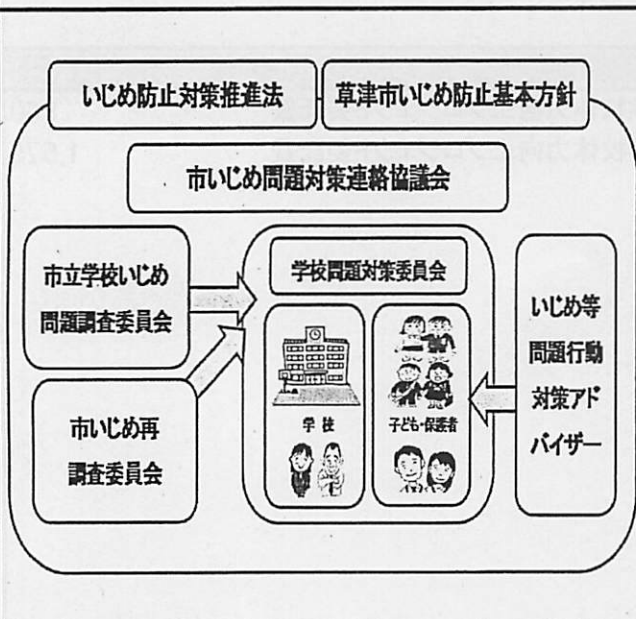 いじめ防止対策推進法
草津市いじめ防止基本方針
市いじめ問題対策連絡協議会
市立学校いじめ
問題調査委員会
市いじめ再
調査委員会
学校問題対策委員会
学校
子ども・保護者
いじめ等
問題行動
対策アド
バイザー